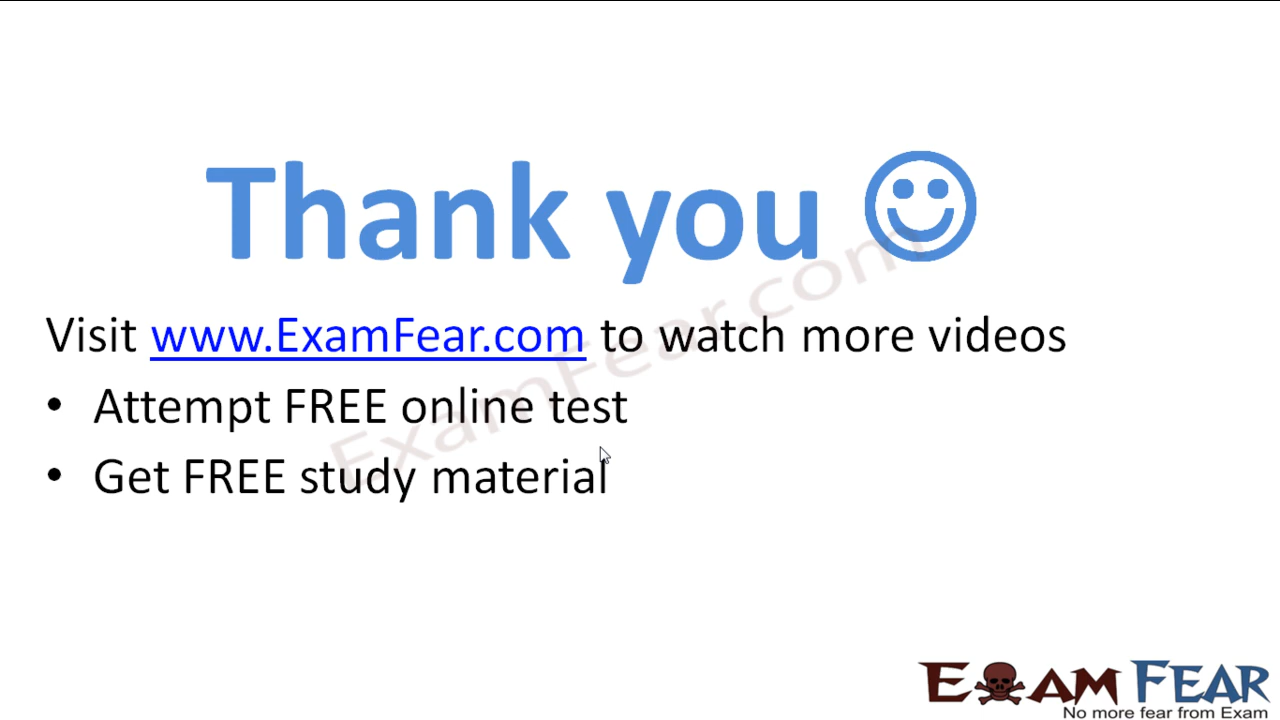 Thank you
Visit www.ExamFear.com to watch more videos
• Attempt FREE online test
• Get FREE study material
ExamFear.com
EXAM FEAR
No more fear from Exam